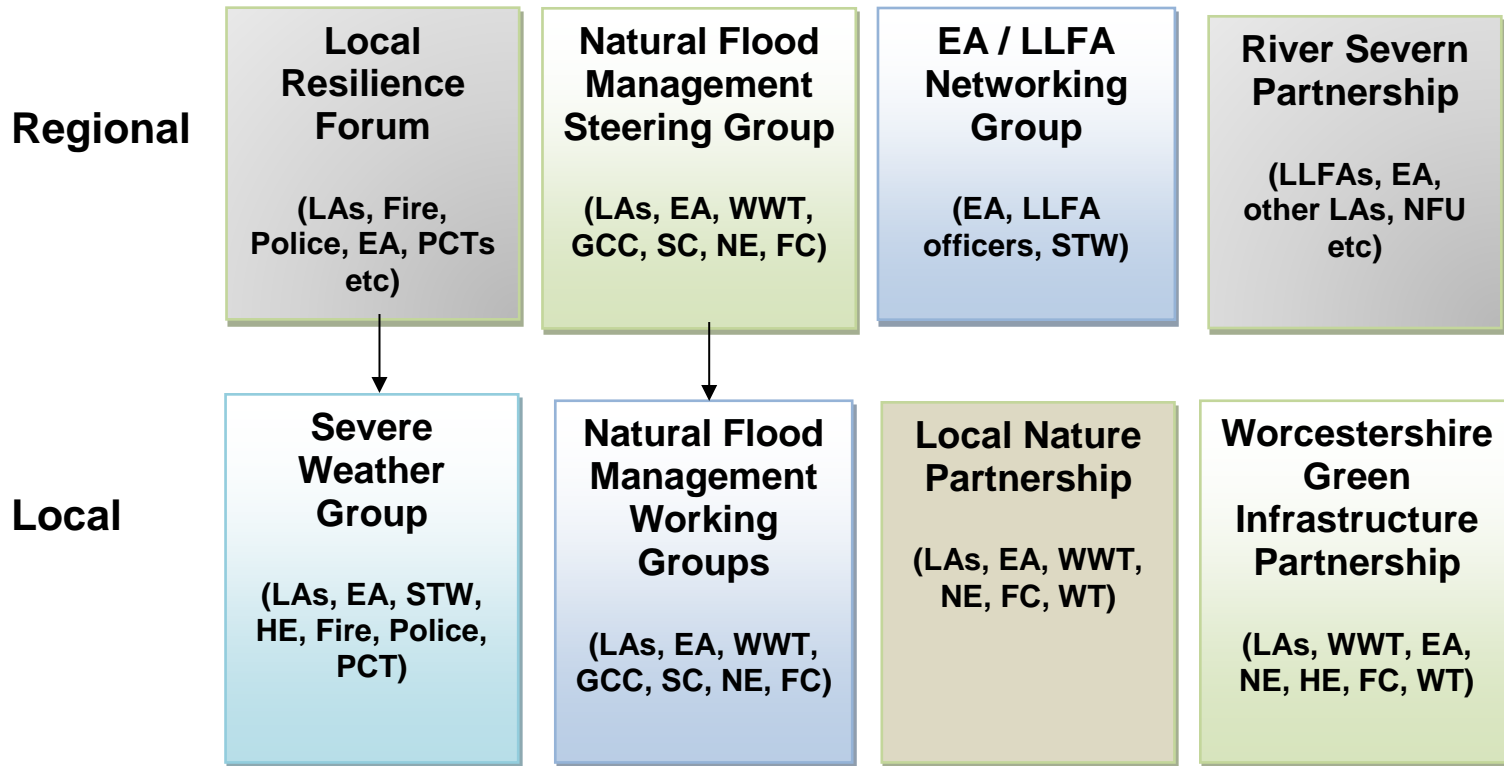 Regional
Local
Resilience
Forum
(LAs, Fire,
Police, EA, PCTs
etc)
Natural Flood
Management
Steering Group
(LAs, EA, WWT,
GCC, SC, NE, FC)
EA / LLFA
Networking
Group
(EA, LLFA
officers, STW)
River Severn
Partnership
(LLFAs, EA,
other LAs, NFU
etc)
Local
Severe
Weather
Group
(LAs, EA, STW,
HE, Fire, Police,
PCT)
Natural Flood
Management
Working
Groups
(LAs, EA, WWT,
GCC, SC, NE, FC)
Local Nature
Partnership
(LAs, EA, WWT,
NE, FC, WT)
Worcestershire
Green
Infrastructure
Partnership
(LAs, WWT, EA,
NE, HE, FC, WT)